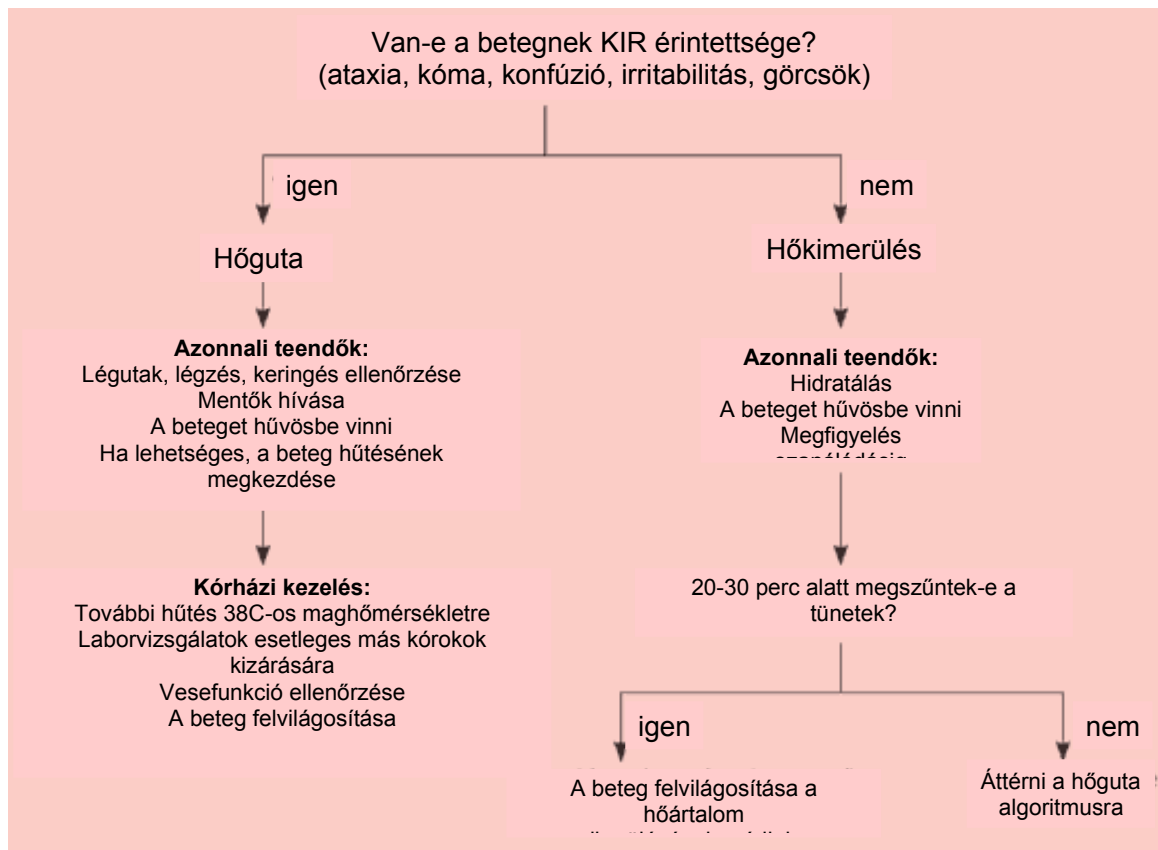 Van-e a betegnek KIR érintettsége?
(ataxia, kóma, konfúzió, irritabilitás, görcsök)
igen
nem
Hőguta
Hőkimerülés
Azonnali teendők:
Légutak, légzés, keringés ellenőrzése
Mentők hívása
A beteget hűvösbe vinni
Ha lehetséges, a beteg hűtésének
megkezdése
Azonnali teendők:
Hidratálás
A beteget hűvösbe vinni
Megfigyelés
Kórházi kezelés:
További hűtés 38C-os maghőmérsékletre
Laborvizsgálatok esetleges más kórokok
kizárására
Vesefunkció ellenőrzése
A beteg felvilágosítása
20-30 perc alatt megszűntek-e a
tünetek?
igen
nem
A beteg felvilágosítása a
hőártalom
Áttérni a hőguta
algoritmusra